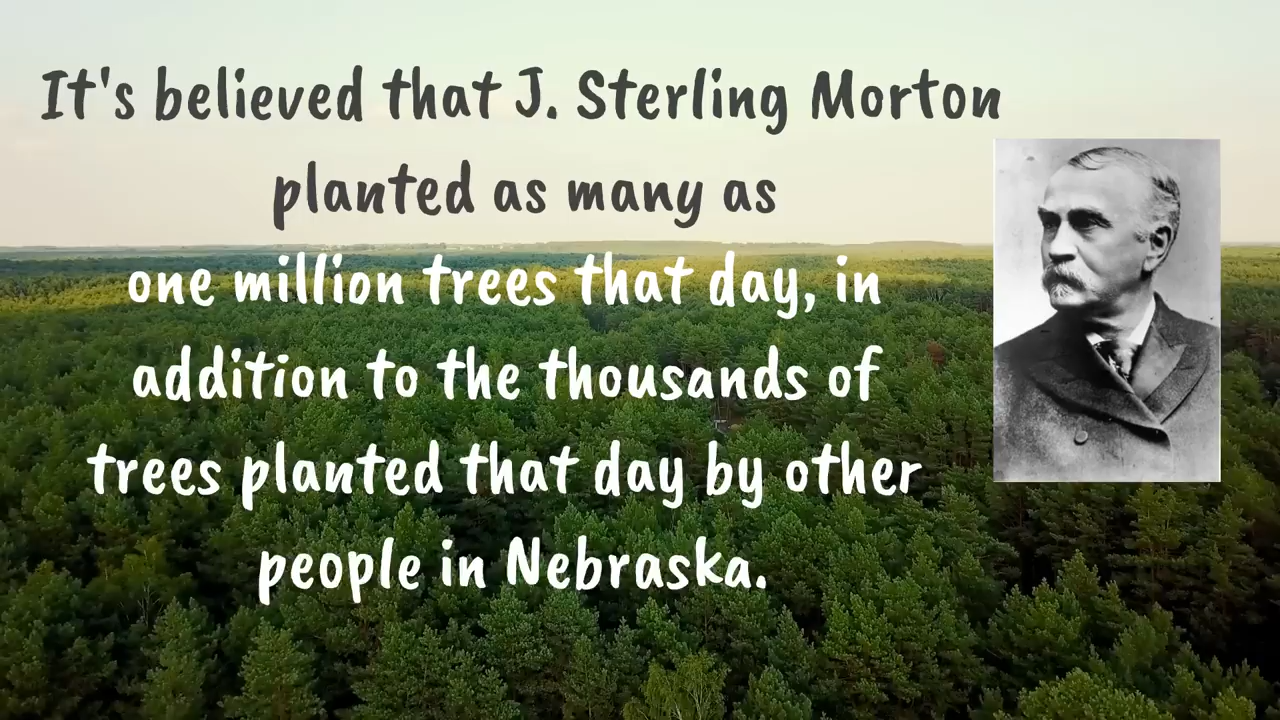 It's believed that J. Sterling Morton
planted as many as
one million trees that day, in
addition to the thousands of
trees planted that day by other
people in Nebraska.